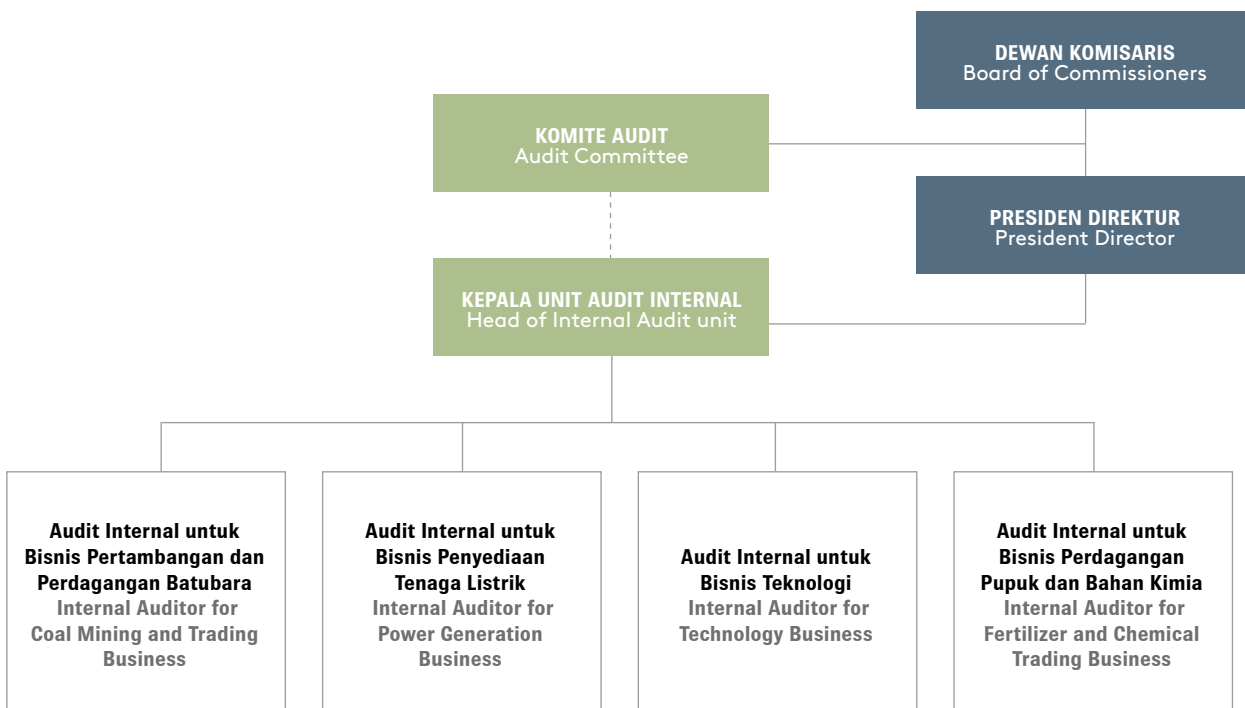 DEWAN KOMISARIS
Board of Commissioners
KOMITE AUDIT
Audit Committee
PRESIDEN DIREKTUR
President Director
KEPALA UNIT AUDIT INTERNAL
Head of Internal Audit unit
Audit Internal untuk
Bisnis Pertambangan dan
Perdagangan Batubara
Internal Auditor for
Coal Mining and Trading
Business
Audit Internal untuk
Bisnis Penyediaan
Tenaga Listrik
Internal Auditor for
Power Generation
Business
Audit Internal untuk
Bisnis Teknologi
Internal Auditor for
Technology Business
Audit Internal untuk
Bisnis Perdagangan
Pupuk dan Bahan Kimia
Internal Auditor for
Fertilizer and Chemical
Trading Business